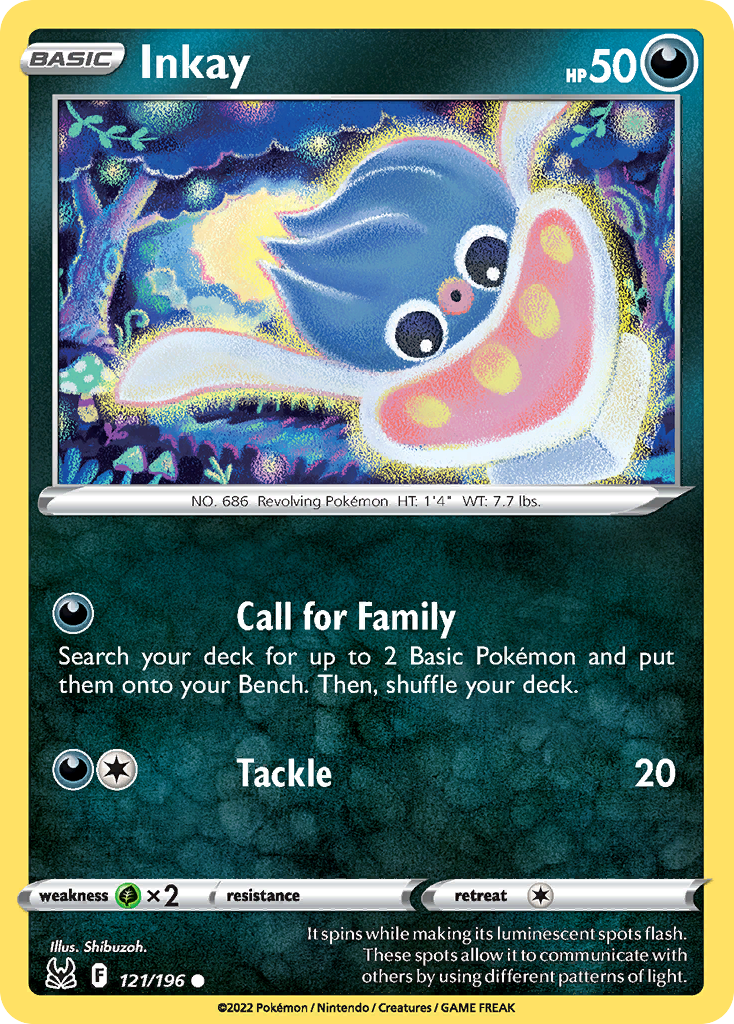 BASIC Inkay HP50
NO. 686 Revolving Pokémon HT: 1'4" WT: 7.7 lbs.
Call for Family
Search your deck for up to 2 Basic Pokémon and put
them onto your Bench. Then, shuffle your deck.
Tackle 20
weakness ×2 resistance retreat
Illus. Shibuzoh.
It spins while making its luminescent spots flash.
These spots allow it to communicate with
others by using different patterns of light.
F 121/196
©2022 Pokémon / Nintendo / Creatures / GAME FREAK